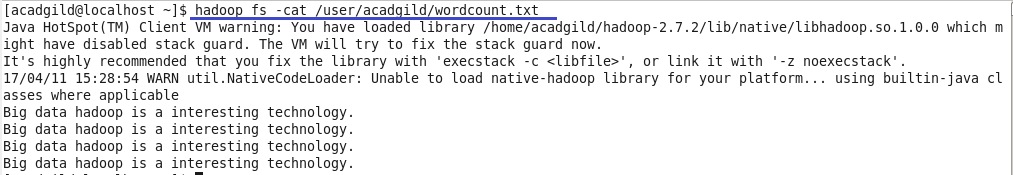 [acadgild@localhost ~]$ hadoop fs -cat /user/acadgild/wordcount.txt
Java HotSpot(TM) Client VM warning: You have loaded library /home/acadgild/hadoop-2.7.2/lib/native/libhadoop.so.1.0.0 which m
ight have disabled stack guard. The VM will try to fix the stack guard now.
It's highly recommended that you fix the library with 'execstack -c <libfile>', or link it with '-z noexecstack'.
17/04/11 15:28:54 WARN util.NativeCodeLoader: Unable to load native-hadoop library for your platform... using builtin-java cl
asses where applicable
Big data hadoop is a interesting technology.
Big data hadoop is a interesting technology.
Big data hadoop is a interesting technology.
Big data hadoop is a interesting technology.